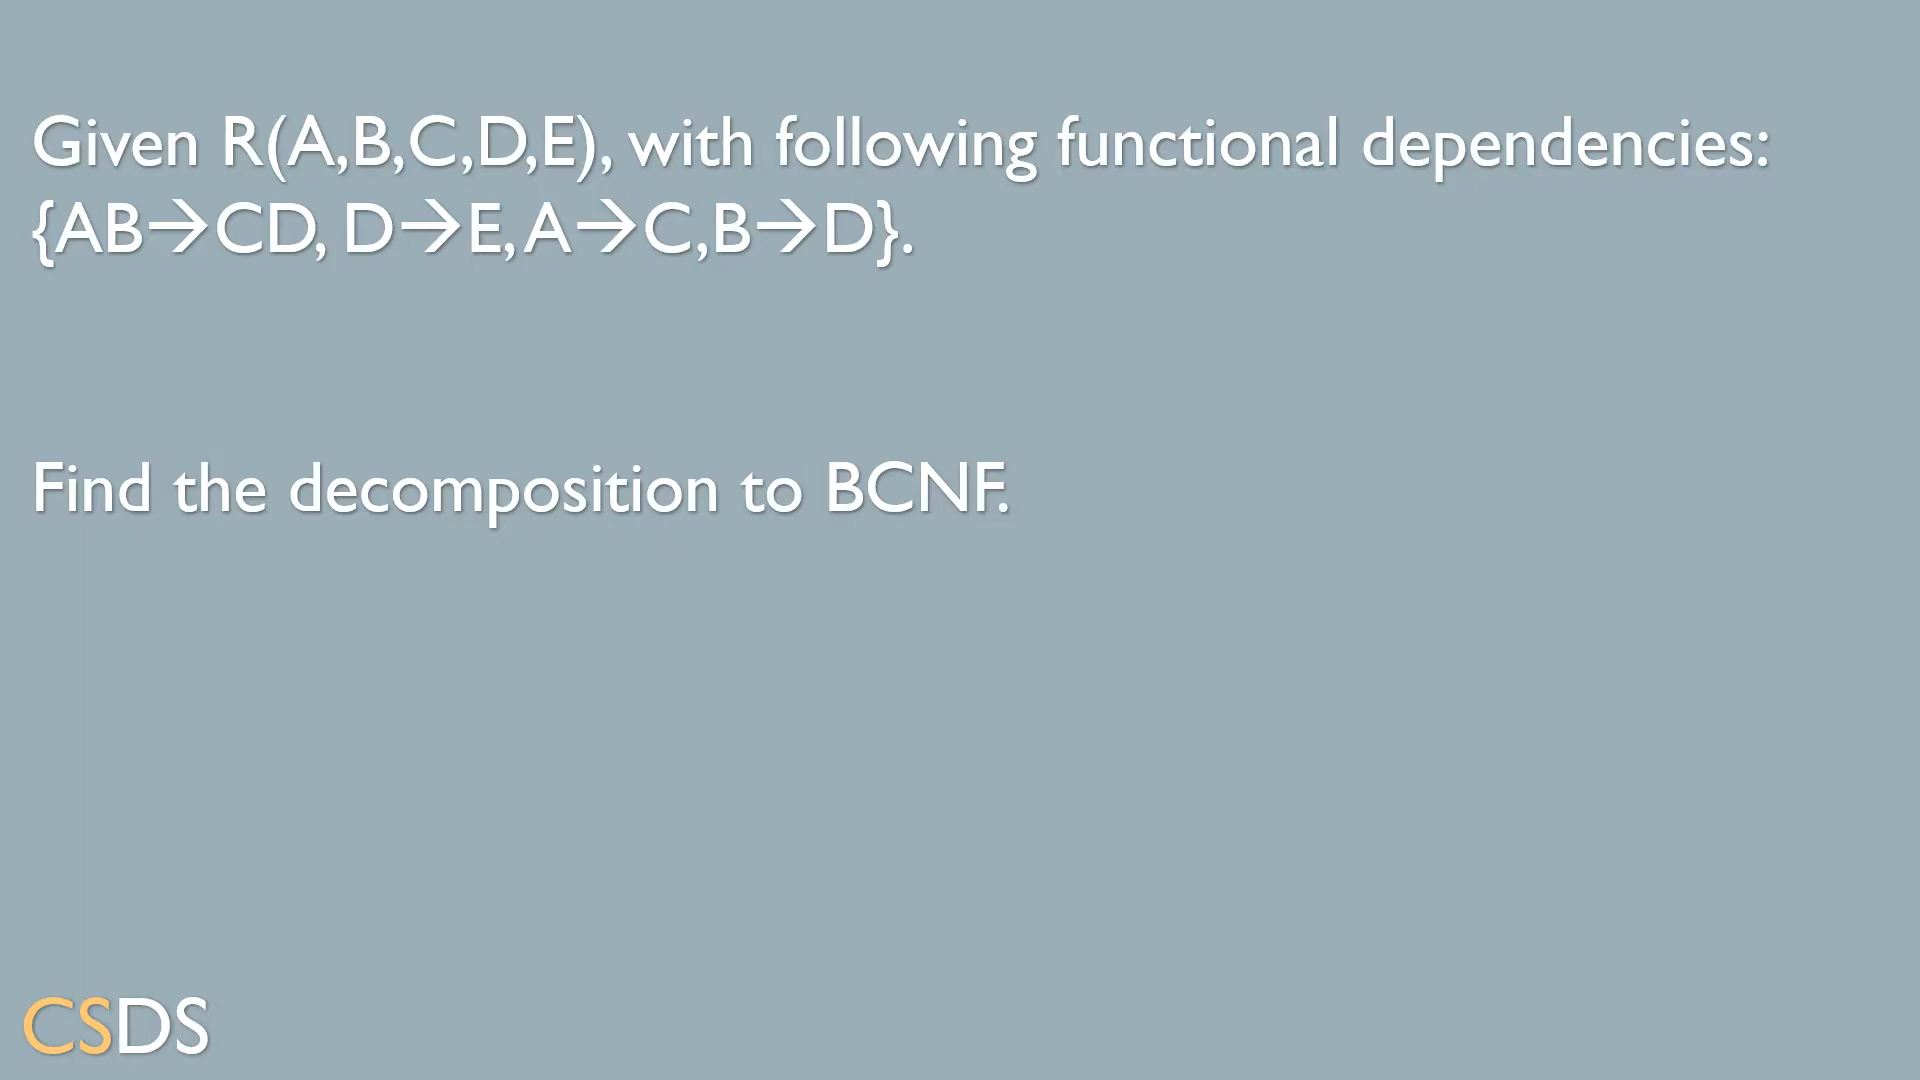 Given R(A,B,C,D,E), with following functional dependencies:
{AB→CD, D→E, A→C,B→D}.
Find the decomposition to BCNF.
CSDS